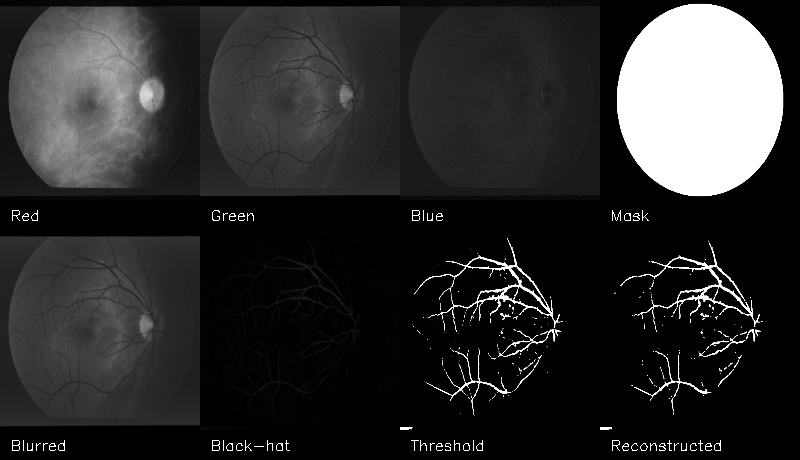 Red
Green
Blue
Mask
Blurred
Black-hat
Threshold
Reconstructed